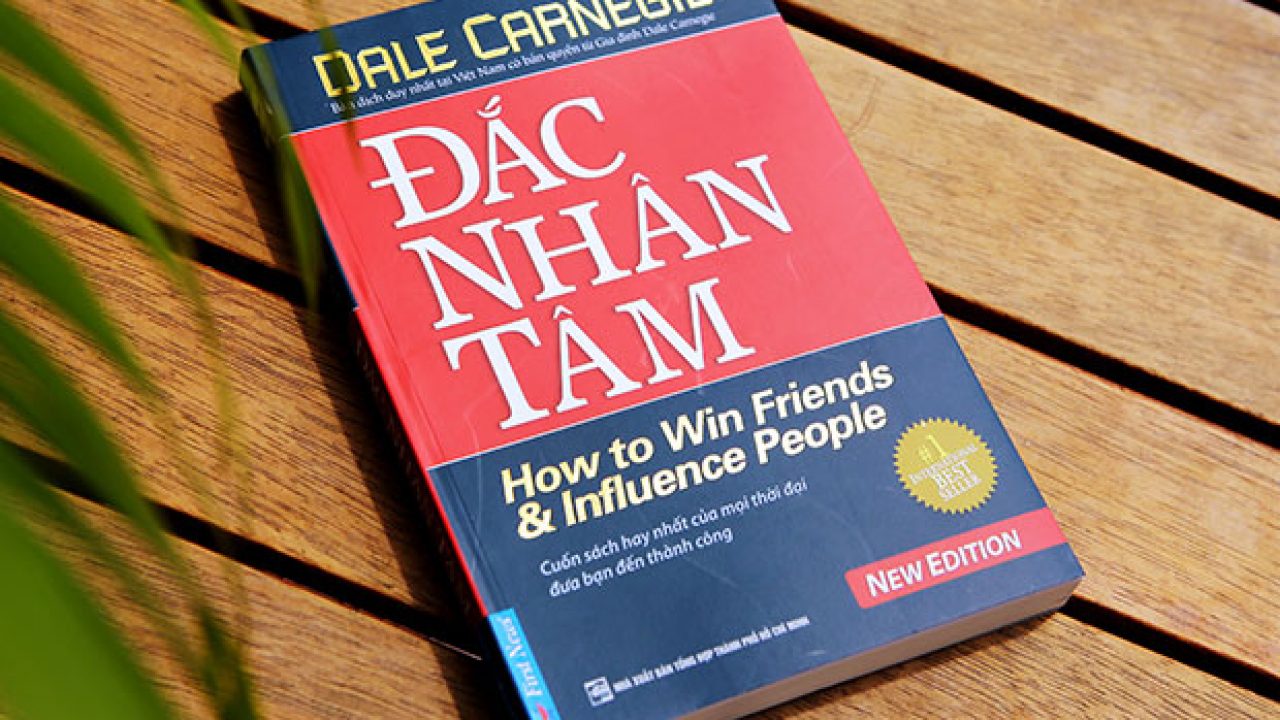 DALE CARNEGIE
Bản dịch duy nhất tại Việt Nam có bản quyền từ Gia đình Dale Carnegie
ĐẮC
NHÂN
TÂM
How to Win Friends
& Influence People
#1
INTERNATIONAL
BEST
SELLER
Cuốn sách hay nhất của mọi thời đại
đưa bạn đến thành công
NEW EDITION
First News
NHÀ XUẤT BẢN TỔNG HỢP THÀNH PHỐ HỒ CHÍ MINH